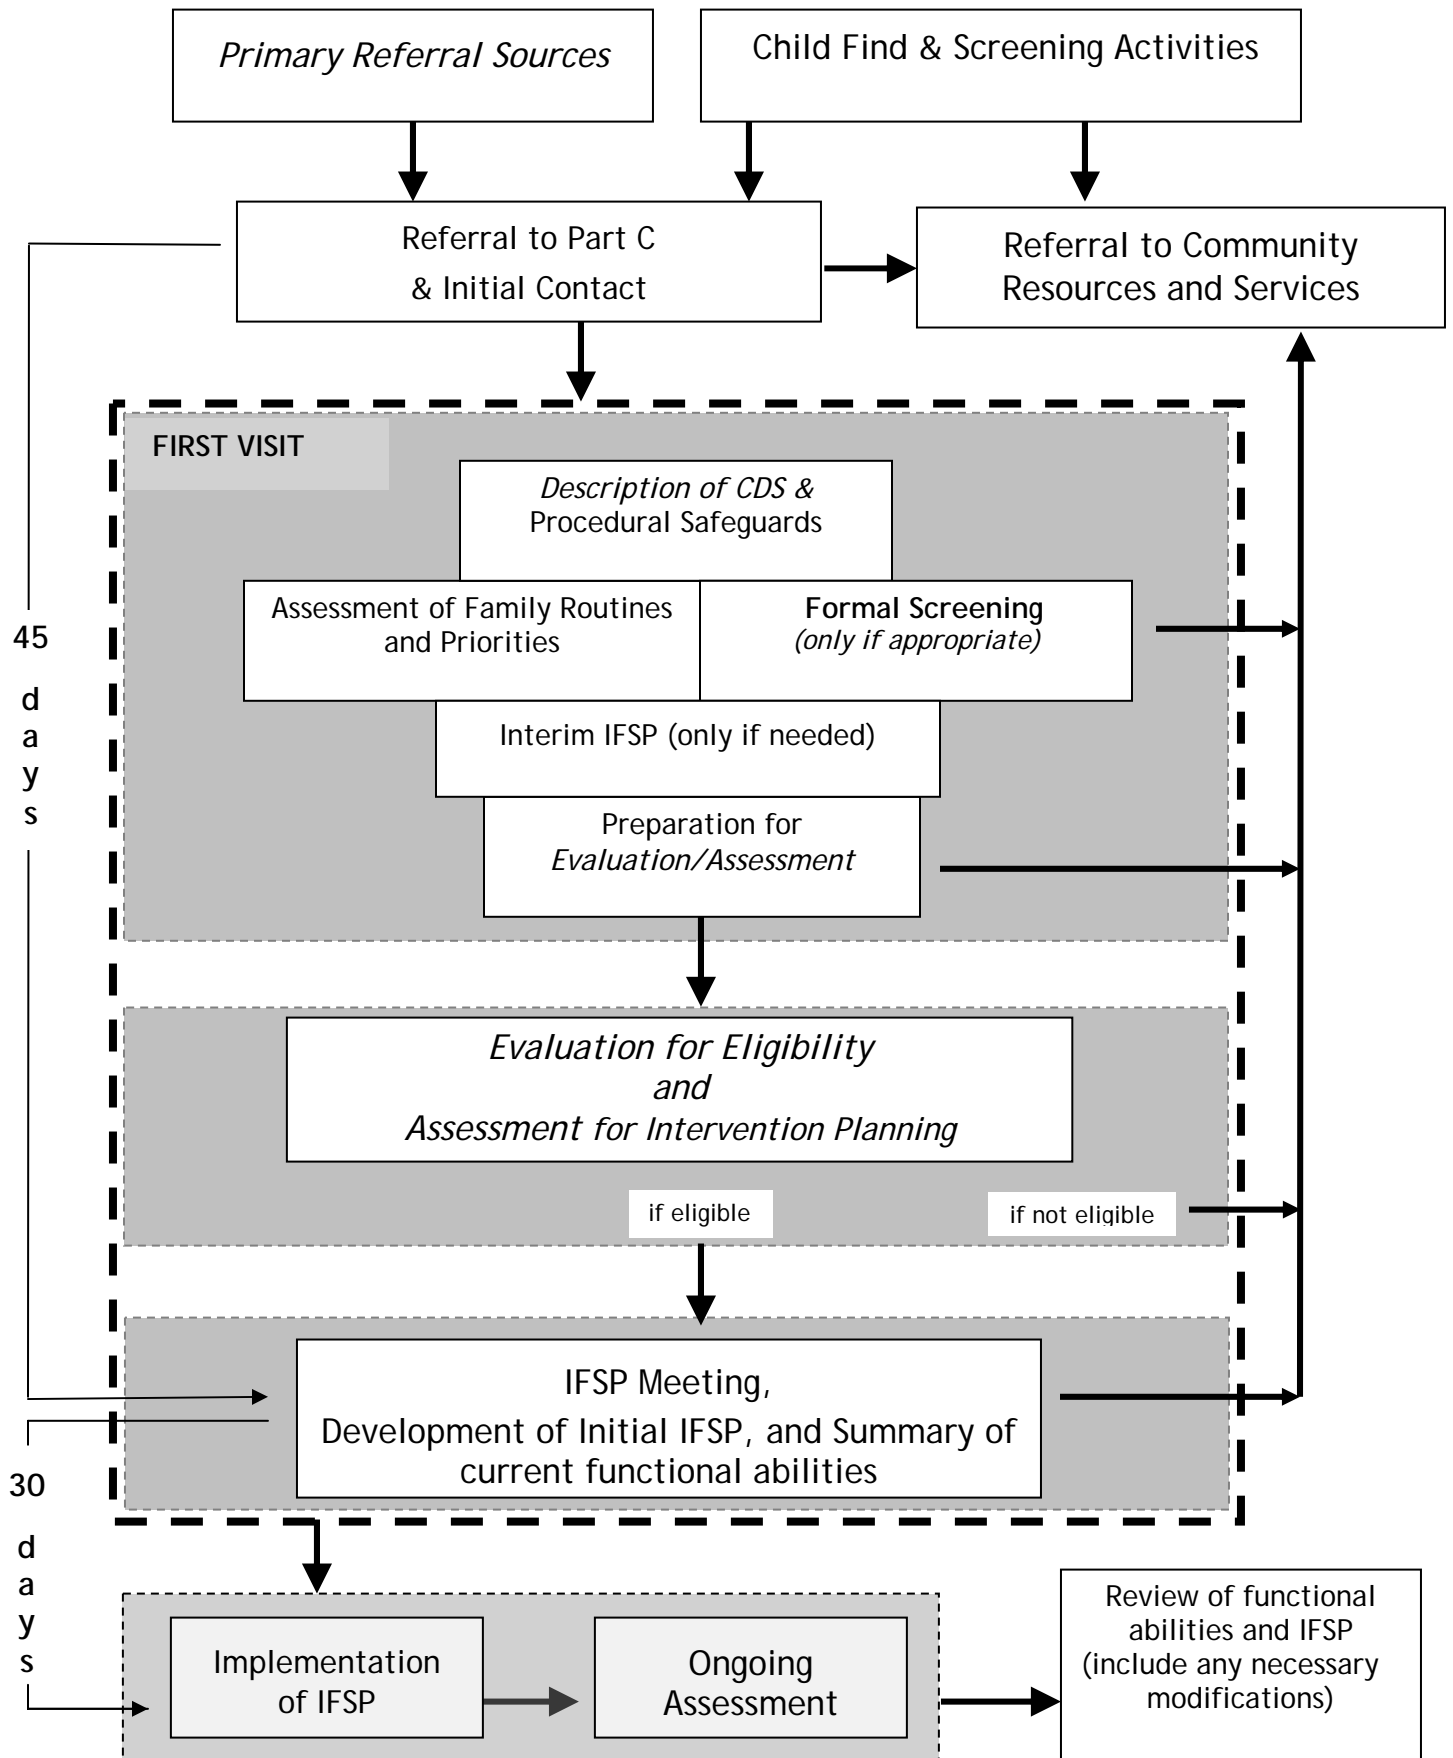 Primary Referral Sources
Child Find & Screening Activities
Referral to Part C
& Initial Contact
Referral to Community
Resources and Services
FIRST VISIT
Description of CDS &
Procedural Safeguards
Assessment of Family Routines
and Priorities
Formal Screening
(only if appropriate)
Interim IFSP (only if needed)
Preparation for
Evaluation/Assessment
45
d
a
y
s
Evaluation for Eligibility
and
Assessment for Intervention Planning
if eligible
if not eligible
IFSP Meeting,
Development of Initial IFSP, and Summary of
current functional abilities
30
d
a
y
s
Implementation
of IFSP
Ongoing
Assessment
Review of functional
abilities and IFSP
(include any necessary
modifications)